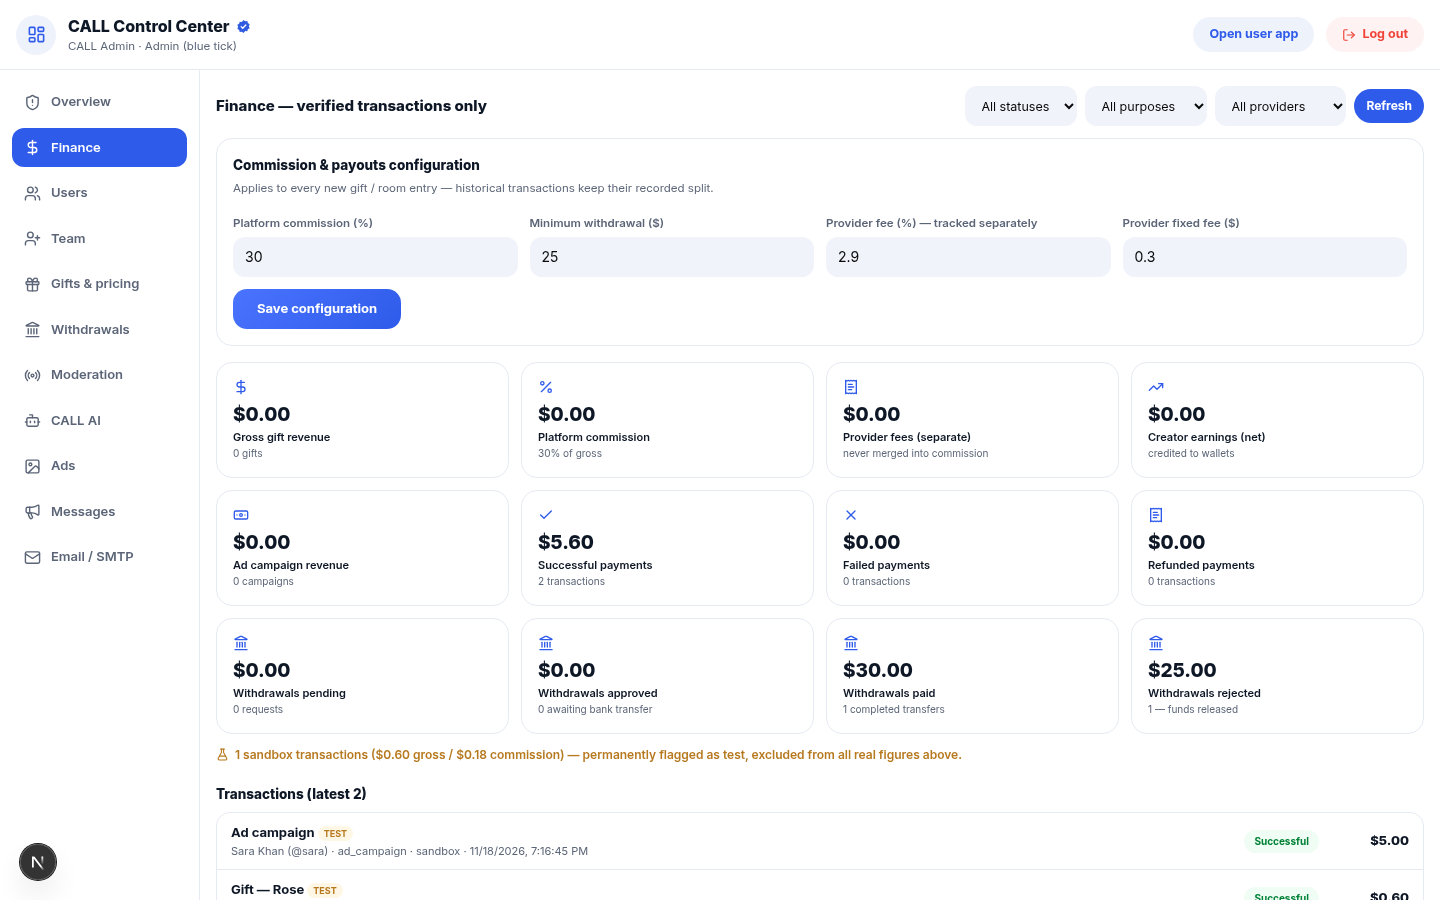 CALL Control Center
CALL Admin · Admin (blue tick)
Open user app
Log out
Overview
Finance
Users
Team
Gifts & pricing
Withdrawals
Moderation
CALL AI
Ads
Messages
Email / SMTP
N
Finance — verified transactions only
All statuses
All purposes
All providers
Refresh
Commission & payouts configuration
Applies to every new gift / room entry — historical transactions keep their recorded split.
Platform commission (%)
Minimum withdrawal ($)
Provider fee (%) — tracked separately
Provider fixed fee ($)
30
25
2.9
0.3
Save configuration
$0.00
Gross gift revenue
0 gifts
$0.00
Platform commission
30% of gross
$0.00
Provider fees (separate)
never merged into commission
$0.00
Creator earnings (net)
credited to wallets
$0.00
Ad campaign revenue
0 campaigns
$5.60
Successful payments
2 transactions
$0.00
Failed payments
0 transactions
$0.00
Refunded payments
0 transactions
$0.00
Withdrawals pending
0 requests
$0.00
Withdrawals approved
0 awaiting bank transfer
$30.00
Withdrawals paid
1 completed transfers
$25.00
Withdrawals rejected
1 — funds released
1 sandbox transactions ($0.60 gross / $0.18 commission) — permanently flagged as test, excluded from all real figures above.
Transactions (latest 2)
Ad campaign TEST
Sara Khan (@sara) · ad_campaign · sandbox · 11/18/2026, 7:16:45 PM
Successful
$5.00
Gift — Rose TEST
Successful
$0.60